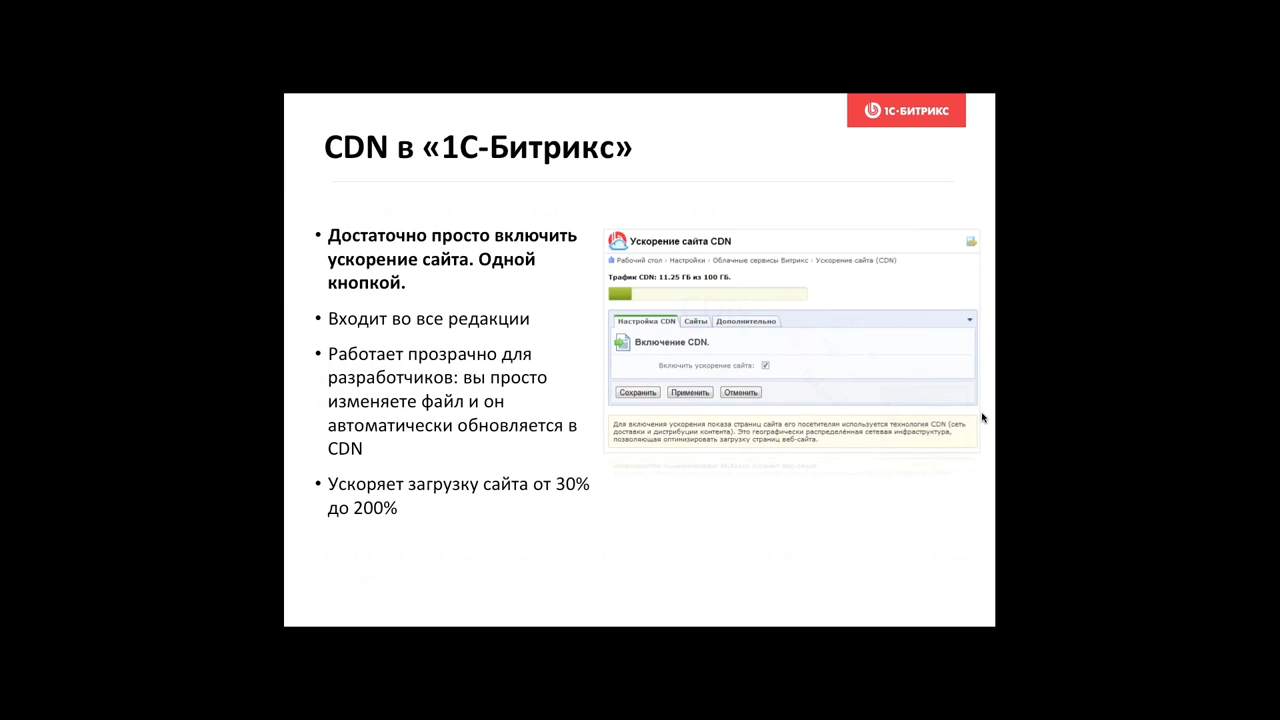 1С-БИТРИКС
CDN в «1С-Битрикс»
• Достаточно просто включить
ускорение сайта. Одной
кнопкой.
• Входит во все редакции
• Работает прозрачно для
разработчиков: вы просто
изменяете файл и он
автоматически обновляется в
CDN
• Ускоряет загрузку сайта от 30%
до 200%
Ускорение сайта CDN
Рабочий стол › Настройки › Облачные сервисы Битрикс › Ускорение сайта (CDN)
Трафик CDN: 11.25 ГБ из 100 ГБ.
Настройка CDN Сайты Дополнительно
Включение CDN.
Включить ускорение сайта:
Сохранить Применить Отменить
Для включения ускорения показа страниц сайта его посетителям используется технология CDN (сеть
доставки и дистрибуции контента). Это географически распределённая сетевая инфраструктура,
позволяющая оптимизировать загрузку страниц веб-сайта.